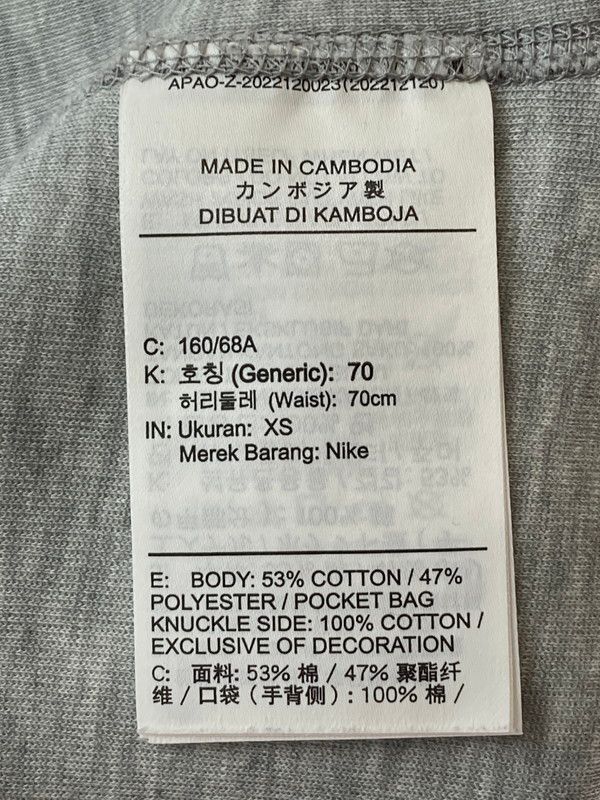 APAO-Z-2022120023(202212120)
MADE IN CAMBODIA
カンボジア製
DIBUAT DI KAMBOJA
C: 160/68A
K: 호칭 (Generic): 70
허리둘레 (Waist): 70cm
IN: Ukuran: XS
Merek Barang: Nike
E: BODY: 53% COTTON / 47%
POLYESTER / POCKET BAG
KNUCKLE SIDE: 100% COTTON /
EXCLUSIVE OF DECORATION
C: 面料: 53% 棉 / 47% 聚酯纤
维 / 口袋（手背侧）: 100% 棉 /